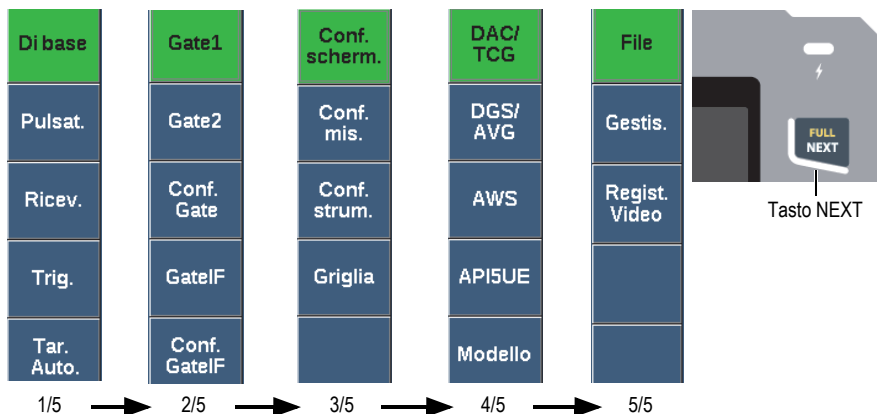 Di base
Pulsat.
Ricev.
Trig.
Tar.
Auto.
1/5
Gate1
Gate2
Conf.
Gate
GateIF
Conf.
GateIF
2/5
Conf.
scherm.
Conf.
mis.
Conf.
strum.
Griglia
3/5
DAC/
TCG
DGS/
AVG
AWS
API5UE
Modello
4/5
File
Gestis.
Regist.
Video
5/5
FULL
NEXT
Tasto NEXT